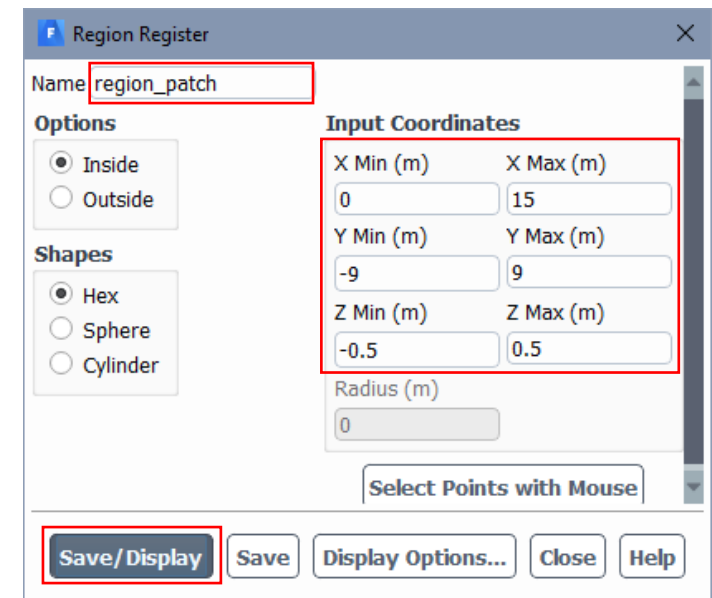 Region Register
Name region_patch
Options
Inside
Outside
Shapes
Hex
Sphere
Cylinder
Input Coordinates
X Min (m) X Max (m)
0 15
Y Min (m) Y Max (m)
-9 9
Z Min (m) Z Max (m)
-0.5 0.5
Radius (m)
0
Select Points with Mouse
Save/Display Save Display Options... Close Help